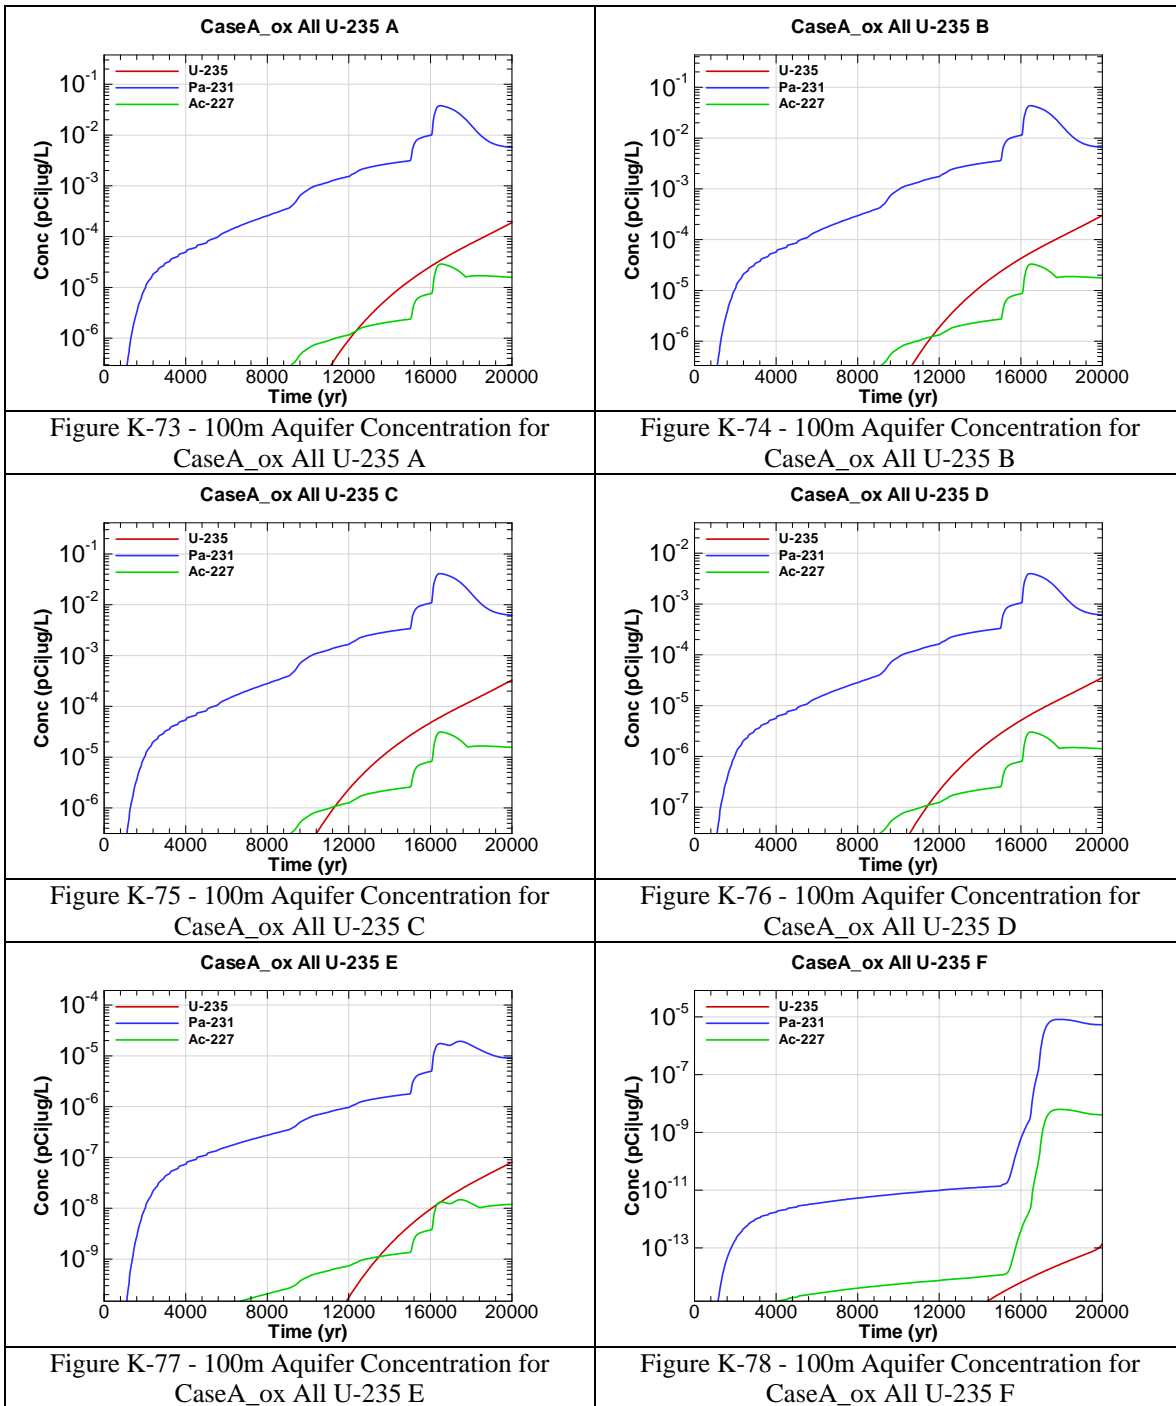 CaseA_ox All U-235 A
U-235
Pa-231
Ac-227
Conc (pCi|ug/L)
10-1
10-2
10-3
10-4
10-5
10-6
0 4000 8000 12000 16000 20000
Time (yr)
Figure K-73 - 100m Aquifer Concentration for
CaseA_ox All U-235 A
CaseA_ox All U-235 B
U-235
Pa-231
Ac-227
Conc (pCi|ug/L)
10-1
10-2
10-3
10-4
10-5
10-6
0 4000 8000 12000 16000 20000
Time (yr)
Figure K-74 - 100m Aquifer Concentration for
CaseA_ox All U-235 B
CaseA_ox All U-235 C
U-235
Pa-231
Ac-227
Conc (pCi|ug/L)
10-1
10-2
10-3
10-4
10-5
10-6
0 4000 8000 12000 16000 20000
Time (yr)
Figure K-75 - 100m Aquifer Concentration for
CaseA_ox All U-235 C
CaseA_ox All U-235 D
U-235
Pa-231
Ac-227
Conc (pCi|ug/L)
10-2
10-3
10-4
10-5
10-6
10-7
0 4000 8000 12000 16000 20000
Time (yr)
Figure K-76 - 100m Aquifer Concentration for
CaseA_ox All U-235 D
CaseA_ox All U-235 E
U-235
Pa-231
Ac-227
Conc (pCi|ug/L)
10-4
10-5
10-6
10-7
10-8
10-9
0 4000 8000 12000 16000 20000
Time (yr)
Figure K-77 - 100m Aquifer Concentration for
CaseA_ox All U-235 E
CaseA_ox All U-235 F
U-235
Pa-231
Ac-227
Conc (pCi|ug/L)
10-5
10-7
10-9
10-11
10-13
0 4000 8000 12000 16000 20000
Time (yr)
Figure K-78 - 100m Aquifer Concentration for
CaseA_ox All U-235 F